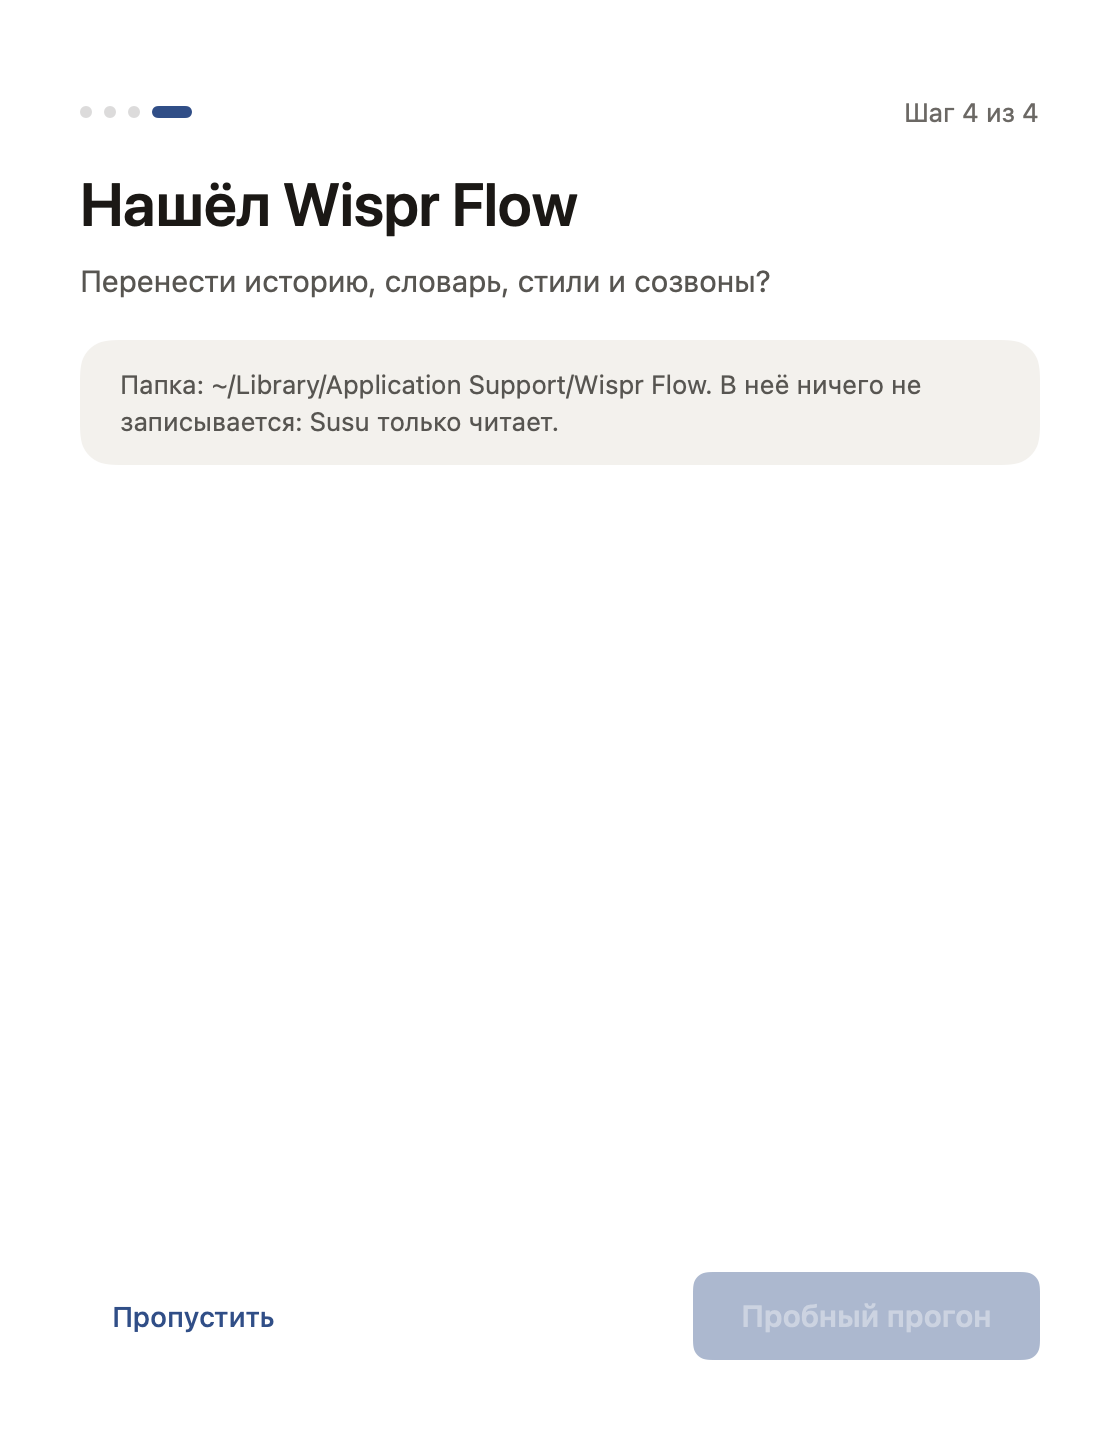 Шаг 4 из 4
Нашёл Wispr Flow
Перенести историю, словарь, стили и созвоны?
Папка: ~/Library/Application Support/Wispr Flow. В неё ничего не
записывается: Susu только читает.
Пропустить
Пробный прогон